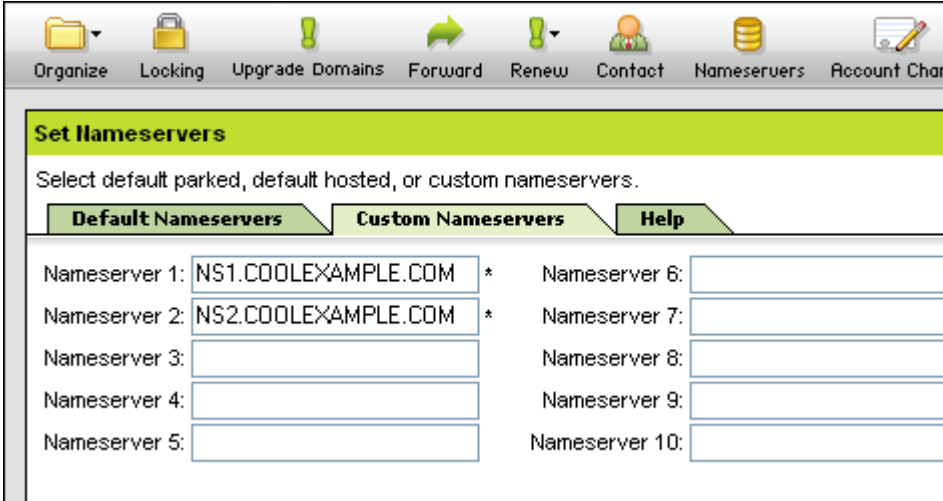 Organize Locking Upgrade Domains Forward Renew Contact Nameservers Account Char
Set Nameservers
Select default parked, default hosted, or custom nameservers.
Default Nameservers Custom Nameservers Help
Nameserver 1: NS1.COOLEXAMPLE.COM * Nameserver 6:
Nameserver 2: NS2.COOLEXAMPLE.COM * Nameserver 7:
Nameserver 3: Nameserver 8:
Nameserver 4: Nameserver 9:
Nameserver 5: Nameserver 10: